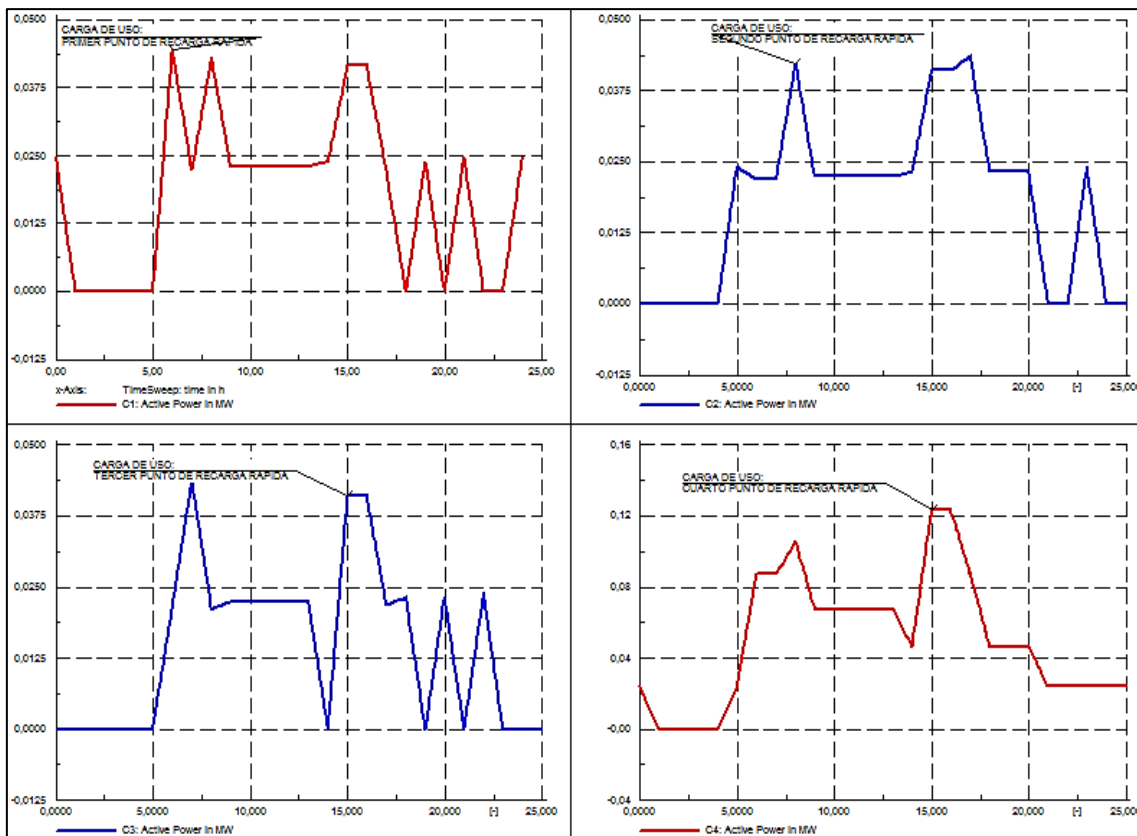 0,0500
CARGA DE USO:
PRIMER PUNTO DE RECARGA RAPIDA
0,0375
0,0250
0,0125
0,0000
-0,0125
0,00 5,00 10,00 15,00 20,00 25,00
x-Axis: TimeSweep: time in h
C1: Active Power in MW
0,0500
CARGA DE USO:
SEGUNDO PUNTO DE RECARGA RAPIDA
0,0375
0,0250
0,0125
0,0000
-0,0125
0,0000 5,0000 10,000 15,000 20,000 [-] 25,000
C2: Active Power in MW
0,0500
CARGA DE USO:
TERCER PUNTO DE RECARGA RAPIDA
0,0375
0,0250
0,0125
0,0000
-0,0125
0,0000 5,0000 10,000 15,000 20,000 [-] 25,000
C3: Active Power in MW
0,16
CARGA DE USO:
CUARTO PUNTO DE RECARGA RAPIDA
0,12
0,08
0,04
-0,00
-0,04
0,0000 5,0000 10,000 15,000 20,000 [-] 25,000
C4: Active Power in MW